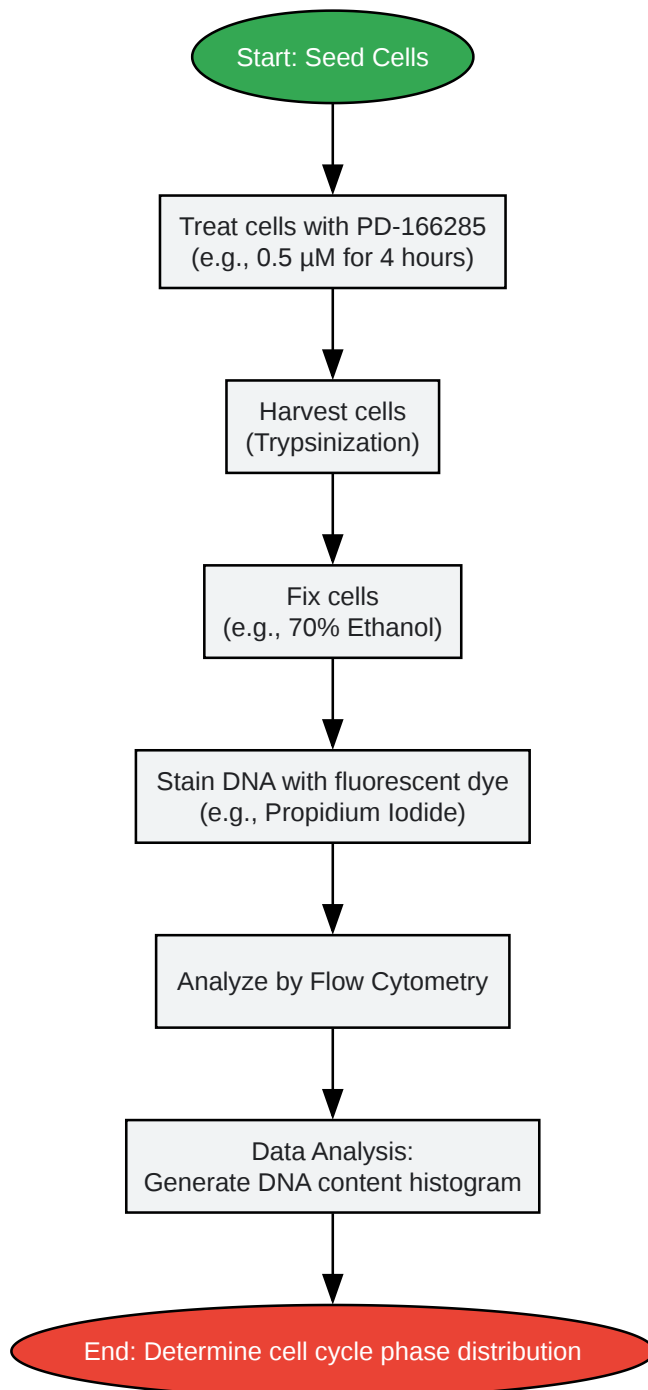 Start: Seed Cells
Treat cells with PD-166285
(e.g., 0.5 µM for 4 hours)
Harvest cells
(Trypsinization)
Fix cells
(e.g., 70% Ethanol)
Stain DNA with fluorescent dye
(e.g., Propidium Iodide)
Analyze by Flow Cytometry
Data Analysis:
Generate DNA content histogram
End: Determine cell cycle phase distribution